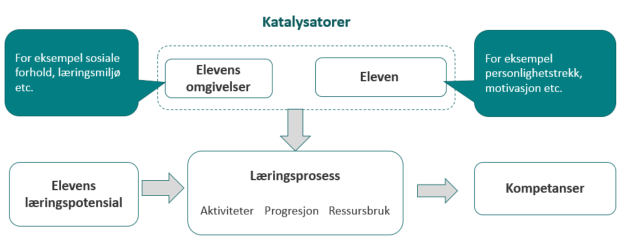 Katalysatorer
For eksempel sosiale
forhold, læringsmiljø
etc.
Elevens
omgivelser
Eleven
For eksempel
personlighetstrekk,
motivasjon etc.
Elevens
læringspotensial
Læringsprosess
Aktiviteter Progresjon Ressursbruk
Kompetanser